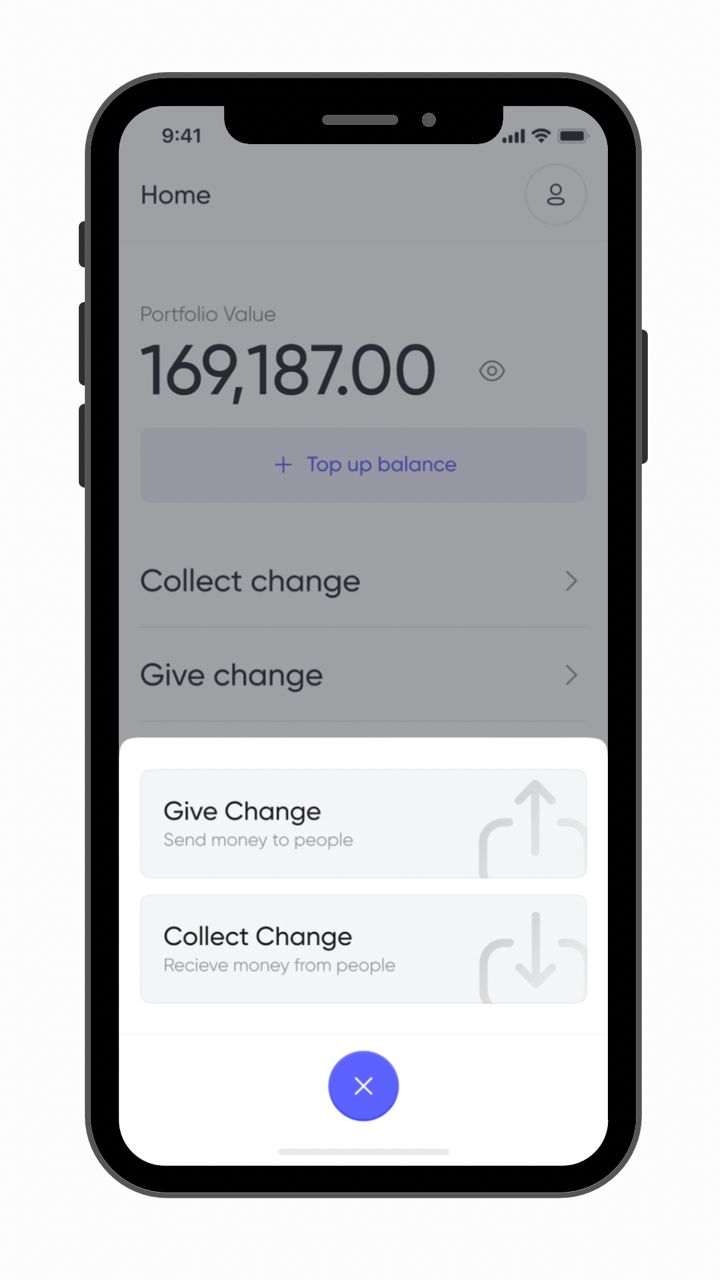 9:41
Home
Portfolio Value
169,187.00
+ Top up balance
Collect change
Give change
Give Change
Send money to people
Collect Change
Recieve money from people